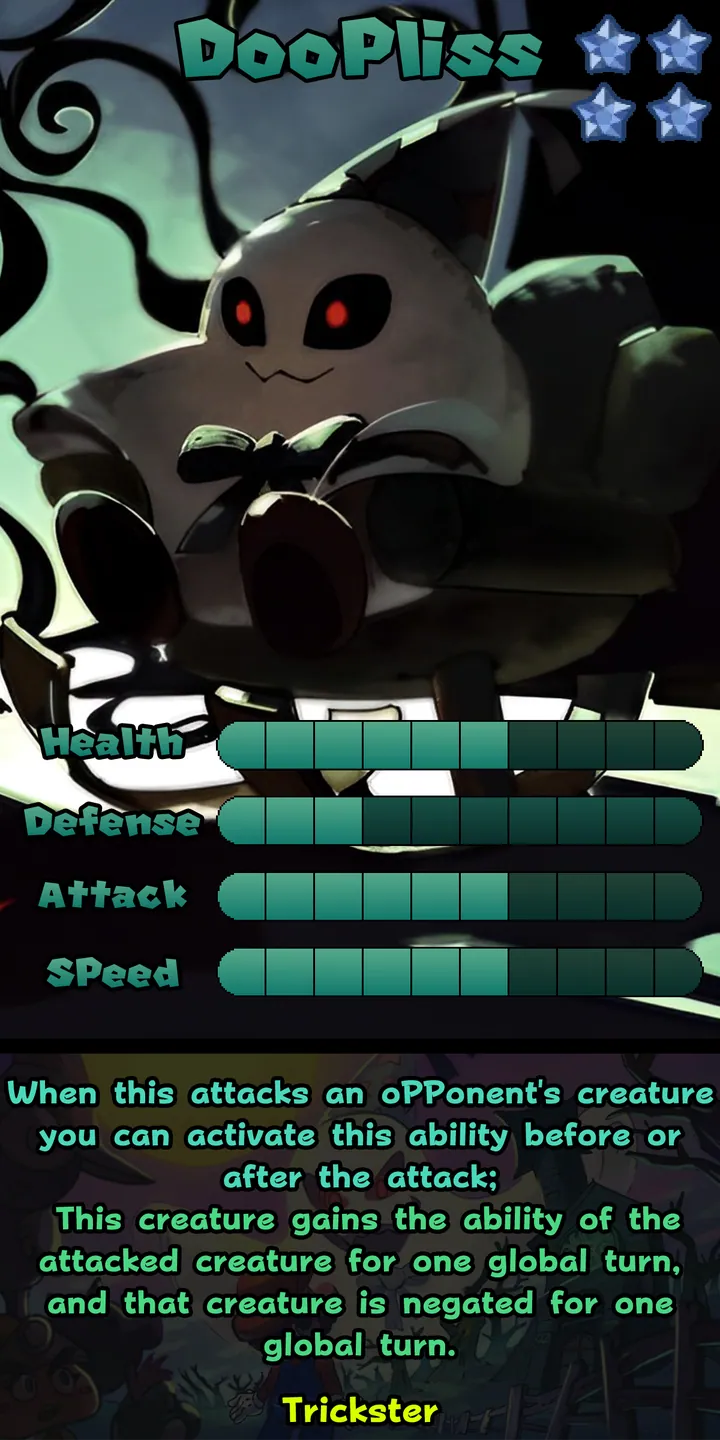 DooPliss
Health
Defense
Attack
SPeed
When this attacks an oPPonent's creature
you can activate this ability before or
after the attack;
This creature gains the ability of the
attacked creature for one global turn,
and that creature is negated for one
global turn.
Trickster